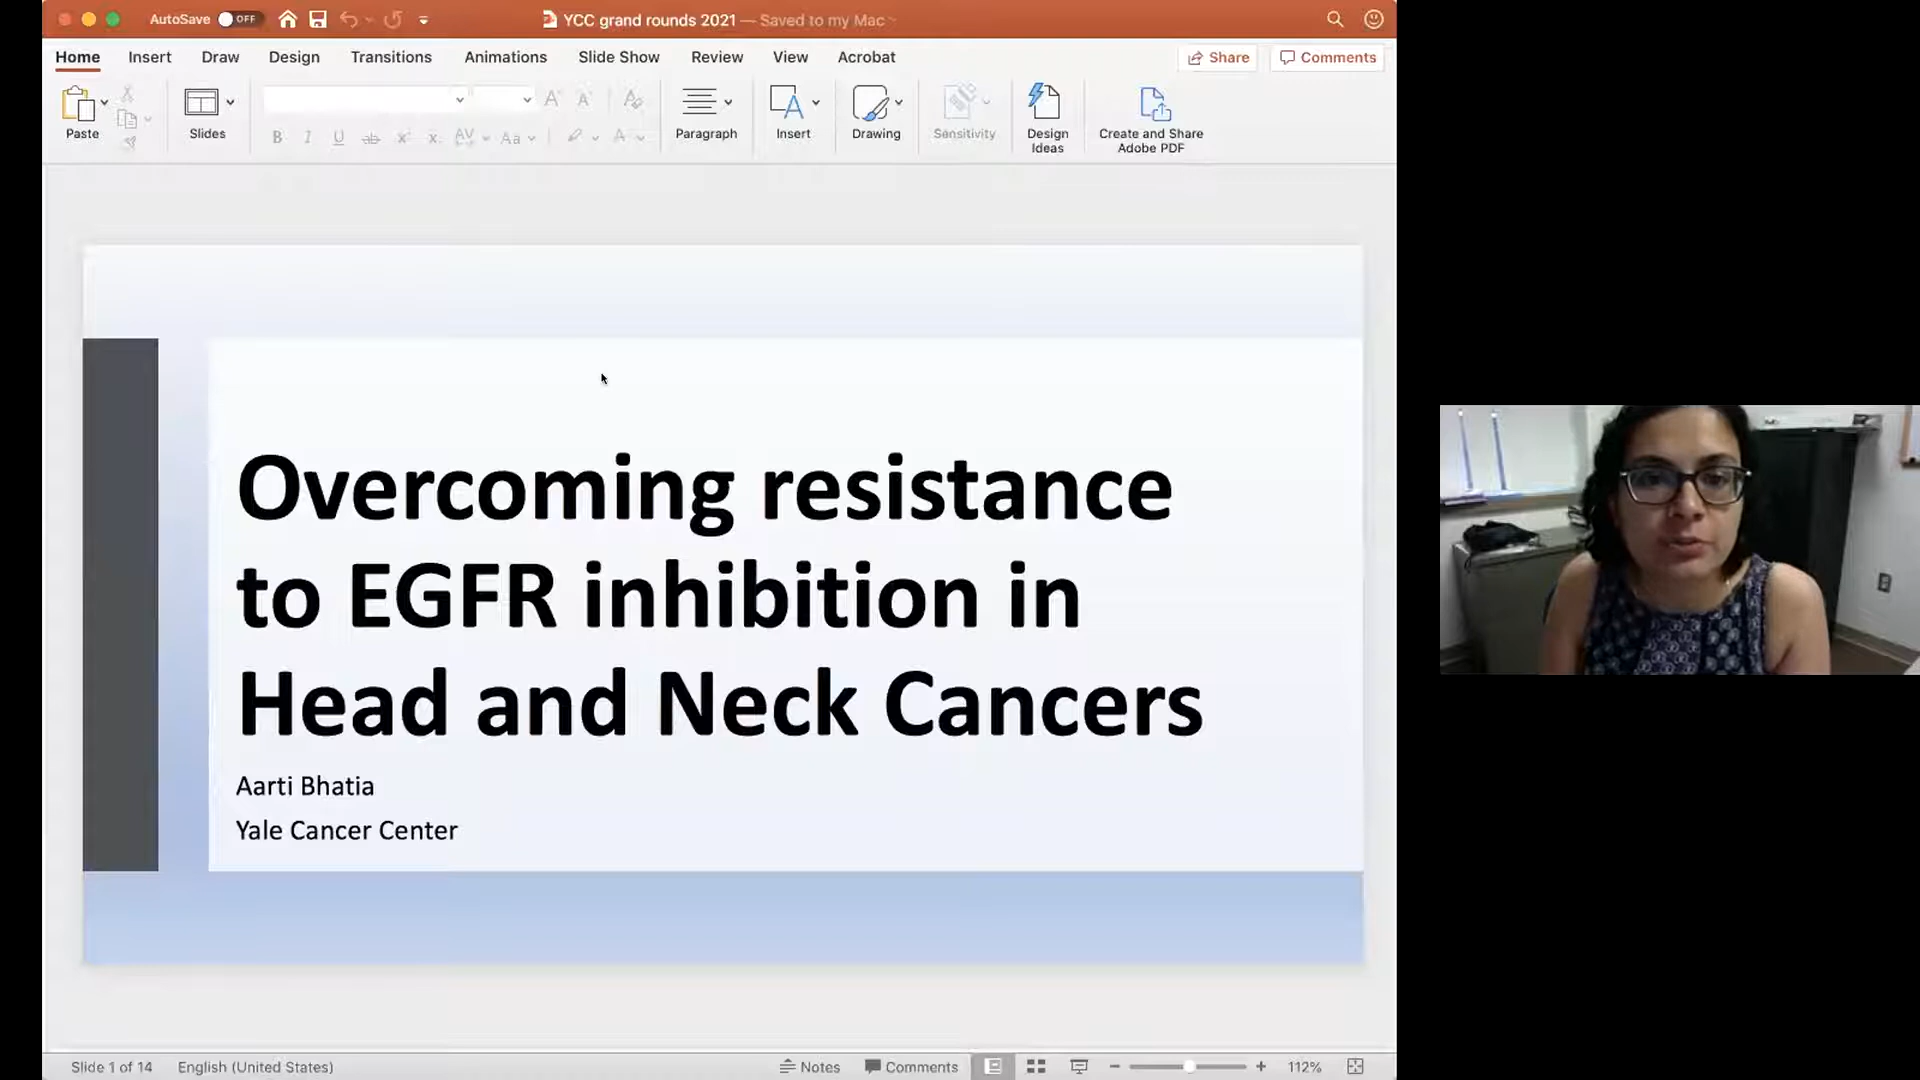 AutoSave OFF
YCC grand rounds 2021 — Saved to my Mac
Home Insert Draw Design Transitions Animations Slide Show Review View Acrobat Share Comments
Paste
Slides
B I U ab x x AV Aa A
Paragraph
Insert
Drawing
Sensitivity
Design
Ideas
Create and Share
Adobe PDF
Overcoming resistance
to EGFR inhibition in
Head and Neck Cancers
Aarti Bhatia
Yale Cancer Center
Slide 1 of 14 English (United States) Notes Comments 112%